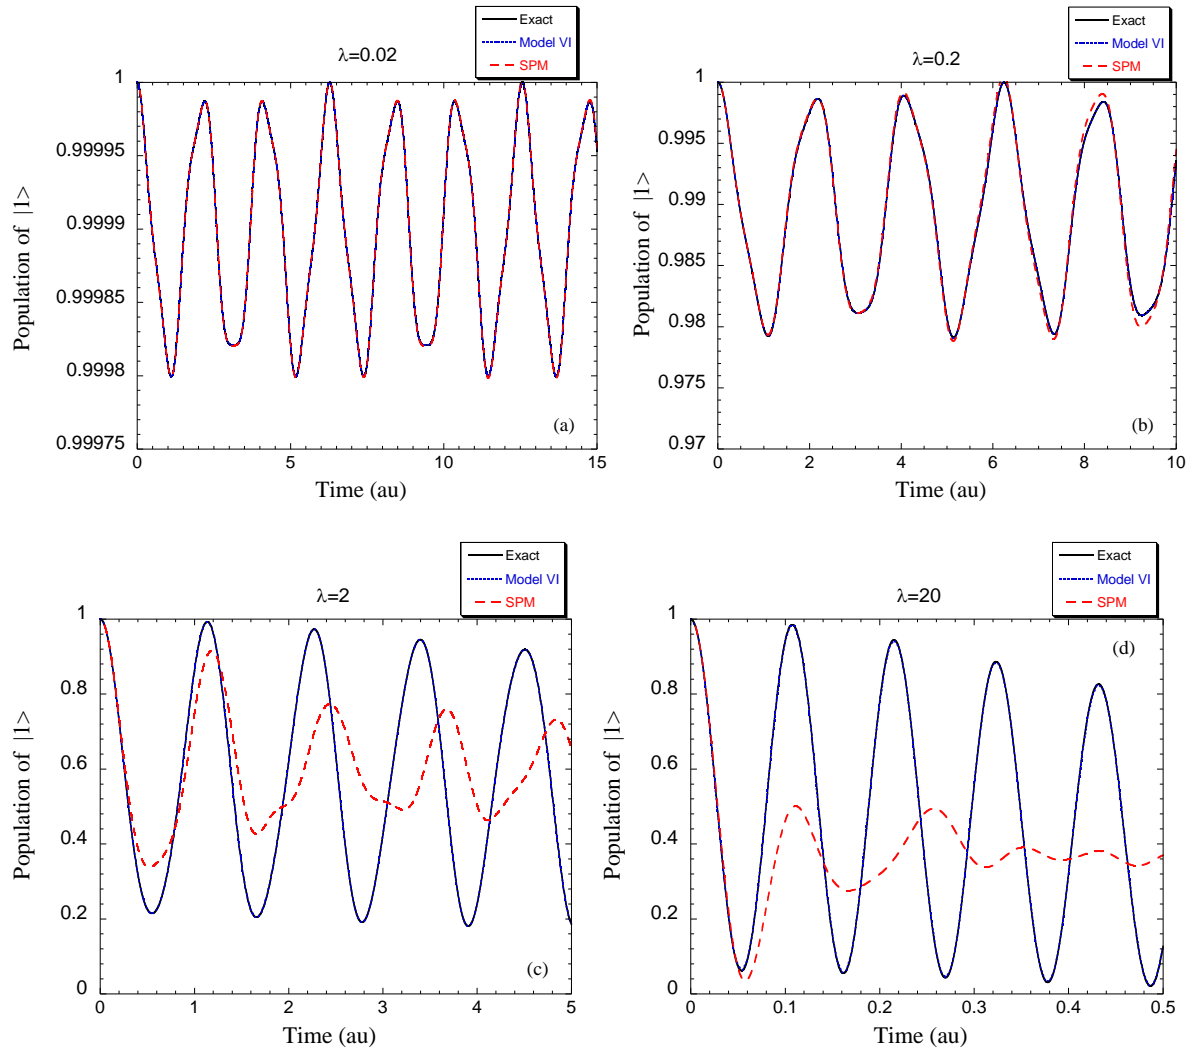 Exact
Model VI
SPM
λ=0.02
1
0.99995
0.9999
0.99985
0.9998
0.99975
Population of |1>
(a)
0 5 10 15
Time (au)
Exact
Model VI
SPM
λ=0.2
1
0.995
0.99
0.985
0.98
0.975
0.97
Population of |1>
(b)
0 2 4 6 8 10
Time (au)
Exact
Model VI
SPM
λ=2
1
0.8
0.6
0.4
0.2
0
Population of |1>
(c)
0 1 2 3 4 5
Time (au)
Exact
Model VI
SPM
λ=20
1
0.8
0.6
0.4
0.2
0
Population of |1>
(d)
0 0.1 0.2 0.3 0.4 0.5
Time (au)